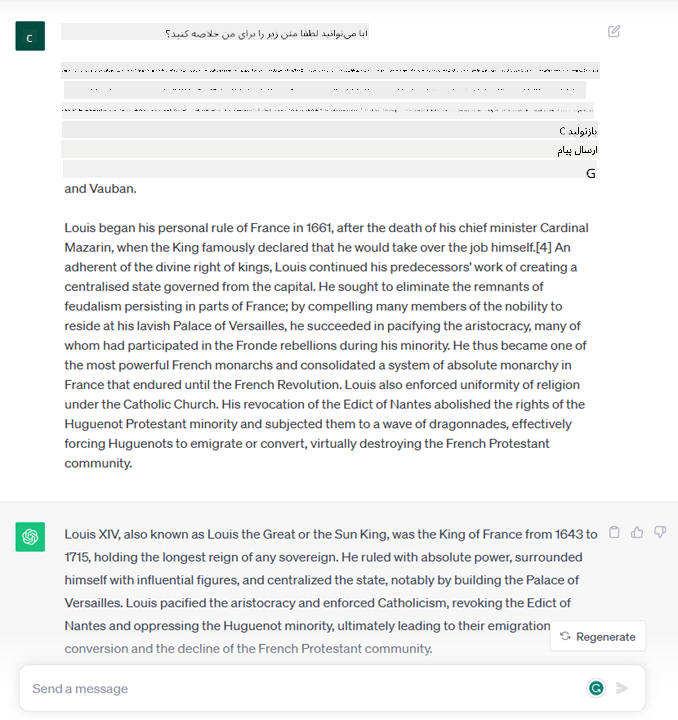 C
ایا می‌توانید لطفا متن زیر را برای من خلاصه کنید؟
بازتولید C
ارسال پیام
G
and Vauban.
Louis began his personal rule of France in 1661, after the death of his chief minister Cardinal
Mazarin, when the King famously declared that he would take over the job himself.[4] An
adherent of the divine right of kings, Louis continued his predecessors' work of creating a
centralised state governed from the capital. He sought to eliminate the remnants of
feudalism persisting in parts of France; by compelling many members of the nobility to
reside at his lavish Palace of Versailles, he succeeded in pacifying the aristocracy, many of
whom had participated in the Fronde rebellions during his minority. He thus became one of
the most powerful French monarchs and consolidated a system of absolute monarchy in
France that endured until the French Revolution. Louis also enforced uniformity of religion
under the Catholic Church. His revocation of the Edict of Nantes abolished the rights of the
Huguenot Protestant minority and subjected them to a wave of dragonnades, effectively
forcing Huguenots to emigrate or convert, virtually destroying the French Protestant
community.
Louis XIV, also known as Louis the Great or the Sun King, was the King of France from 1643 to
1715, holding the longest reign of any sovereign. He ruled with absolute power, surrounded
himself with influential figures, and centralized the state, notably by building the Palace of
Versailles. Louis pacified the aristocracy and enforced Catholicism, revoking the Edict of
Nantes and oppressing the Huguenot minority, ultimately leading to their emigration
Regenerate
conversion and the decline of the French Protestant community.
Send a message